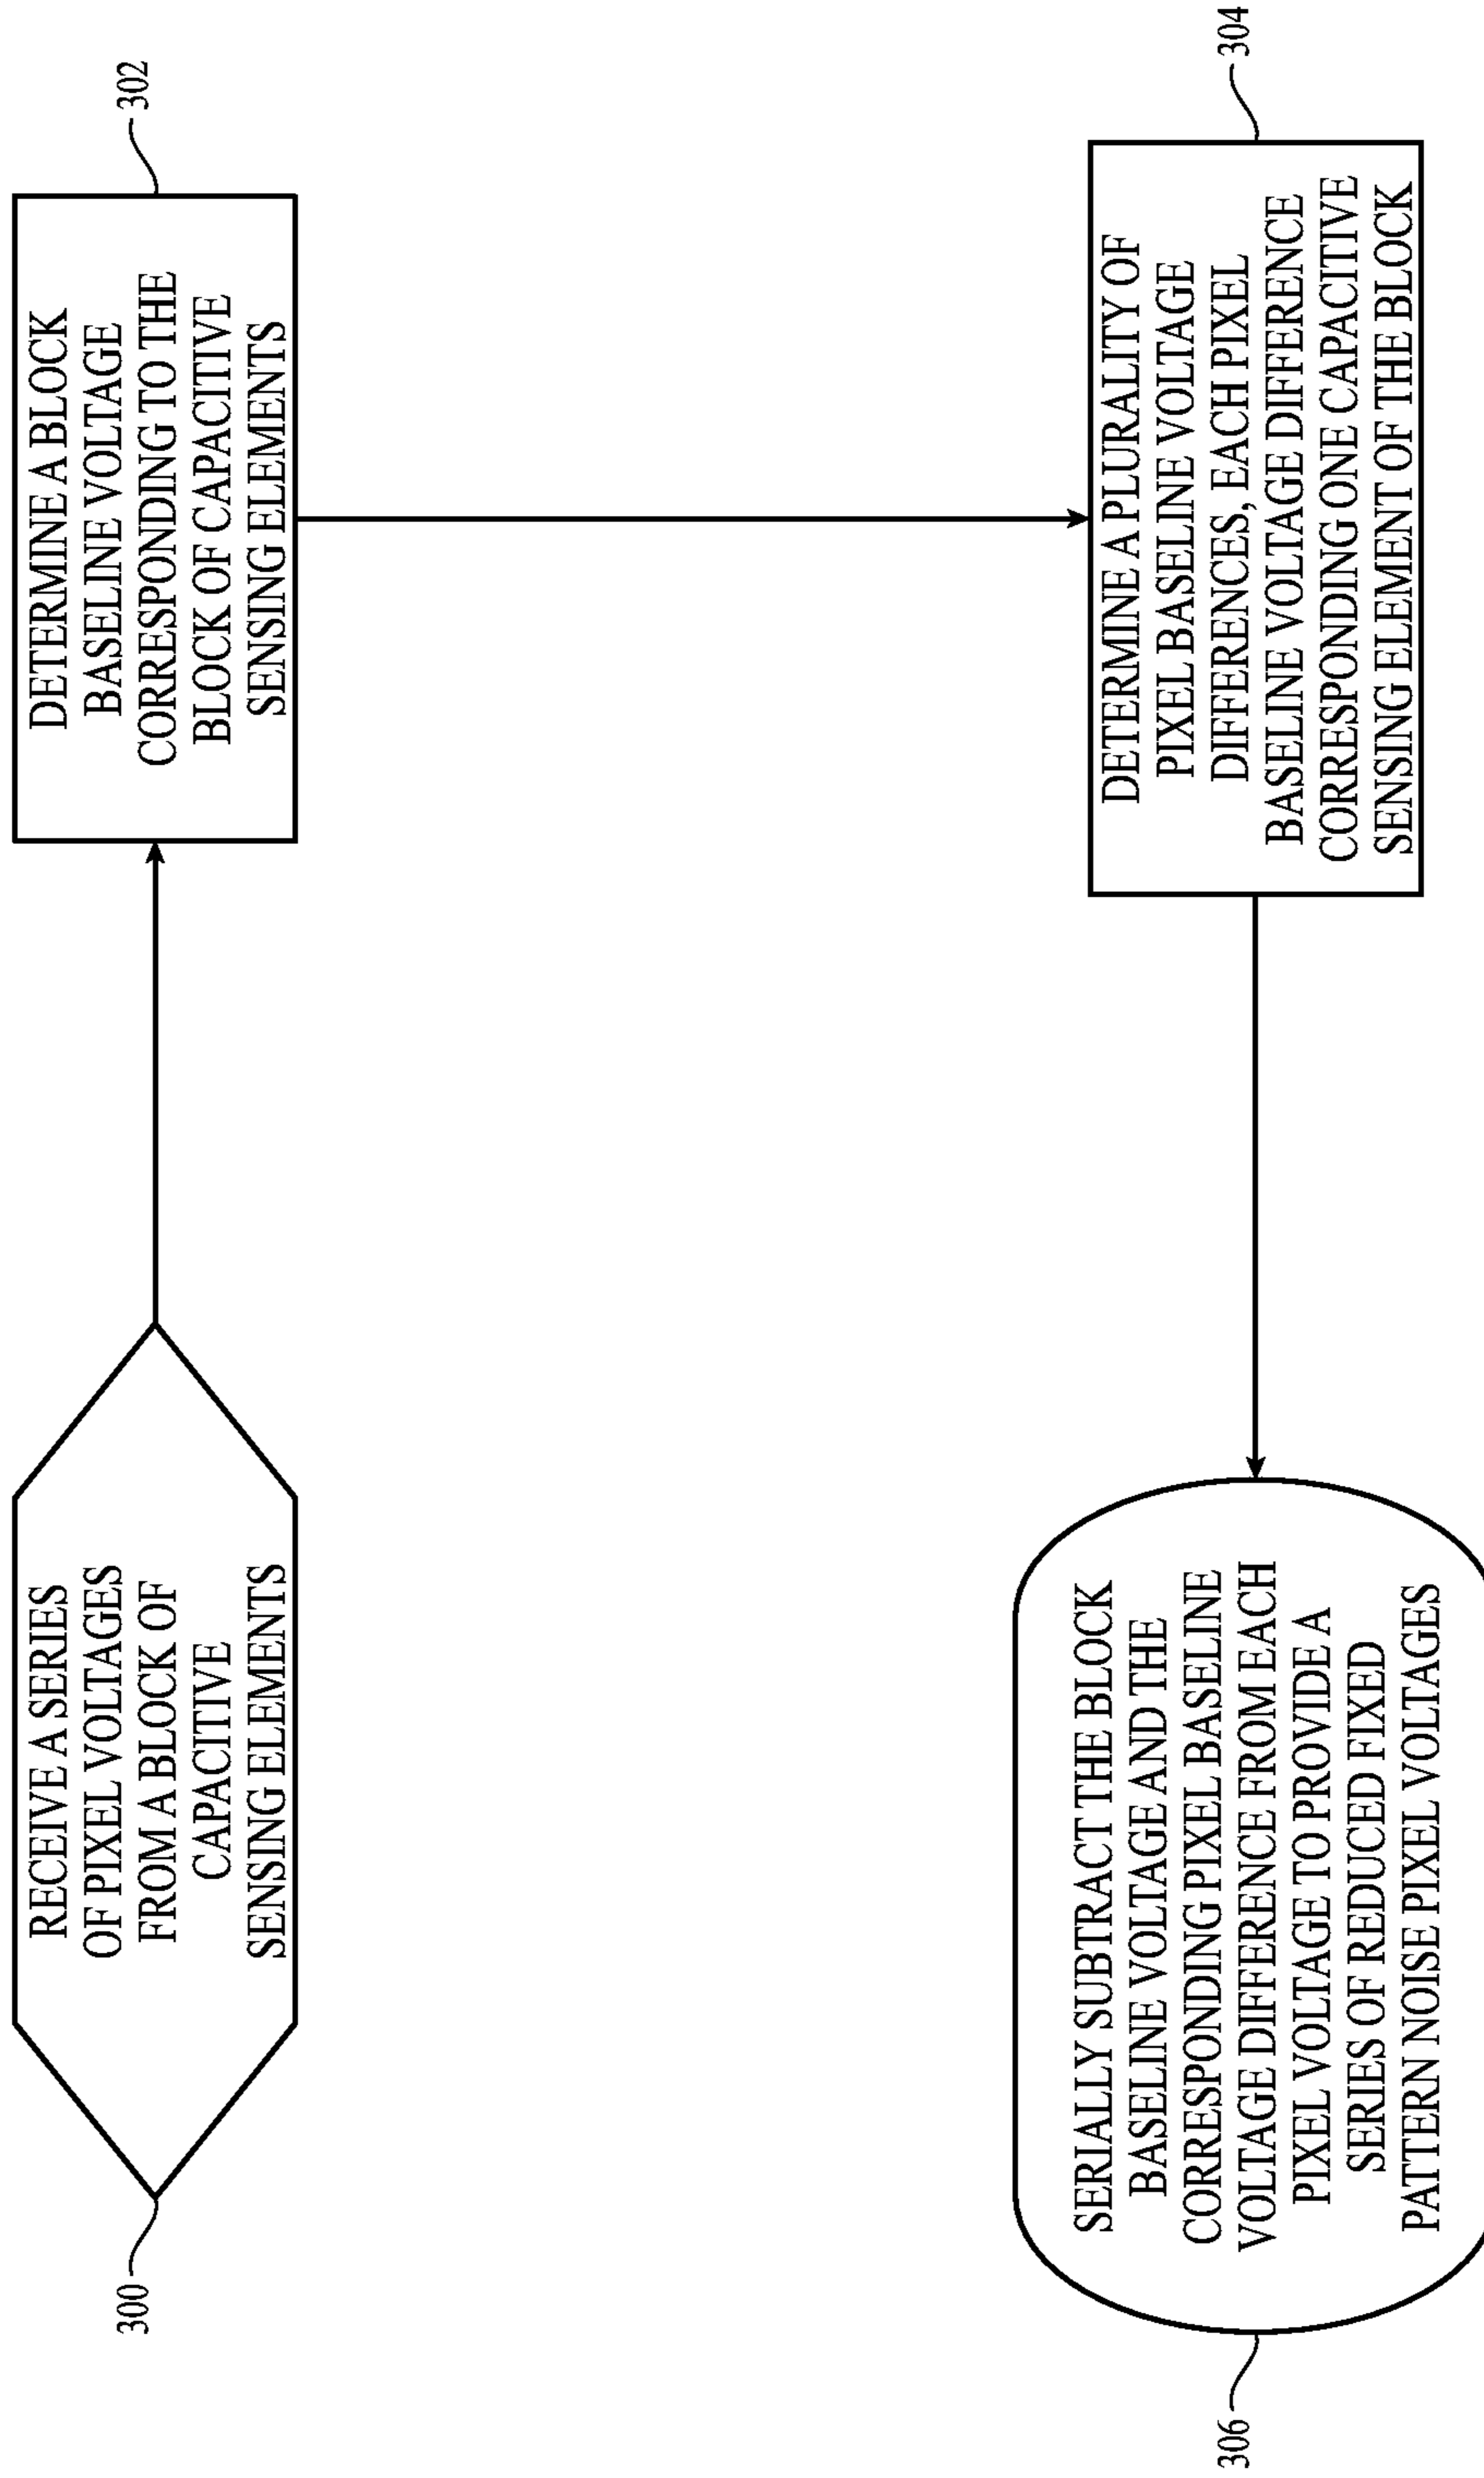 300
RECEIVE A SERIES
OF PIXEL VOLTAGES
FROM A BLOCK OF
CAPACITIVE
SENSING ELEMENTS
302
DETERMINE A BLOCK
BASELINE VOLTAGE
CORRESPONDING TO THE
BLOCK OF CAPACITIVE
SENSING ELEMENTS
304
DETERMINE A PLURALITY OF
PIXEL BASELINE VOLTAGE
DIFFERENCES, EACH PIXEL
BASELINE VOLTAGE DIFFERENCE
CORRESPONDING ONE CAPACITIVE
SENSING ELEMENT OF THE BLOCK
306
SERIALLY SUBTRACT THE BLOCK
BASELINE VOLTAGE AND THE
CORRESPONDING PIXEL BASELINE
VOLTAGE DIFFERENCE FROM EACH
PIXEL VOLTAGE TO PROVIDE A
SERIES OF REDUCED FIXED
PATTERN NOISE PIXEL VOLTAGES